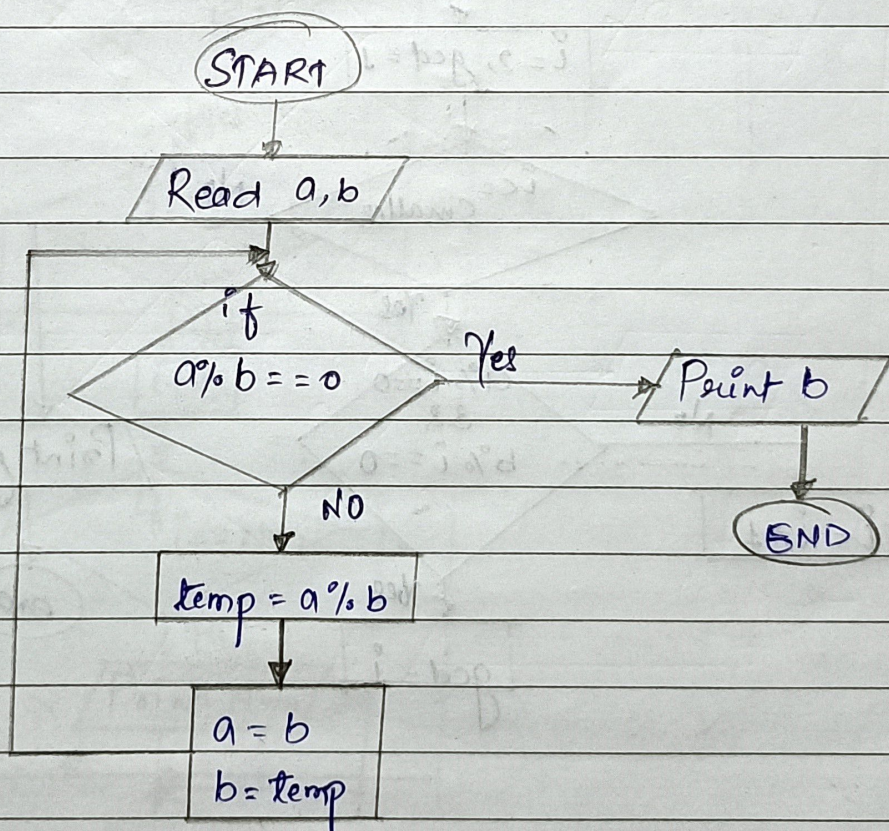 START
Read a, b
if
a% b = = 0
Yes
Print b
NO
END
temp = a % b
a = b
b = temp